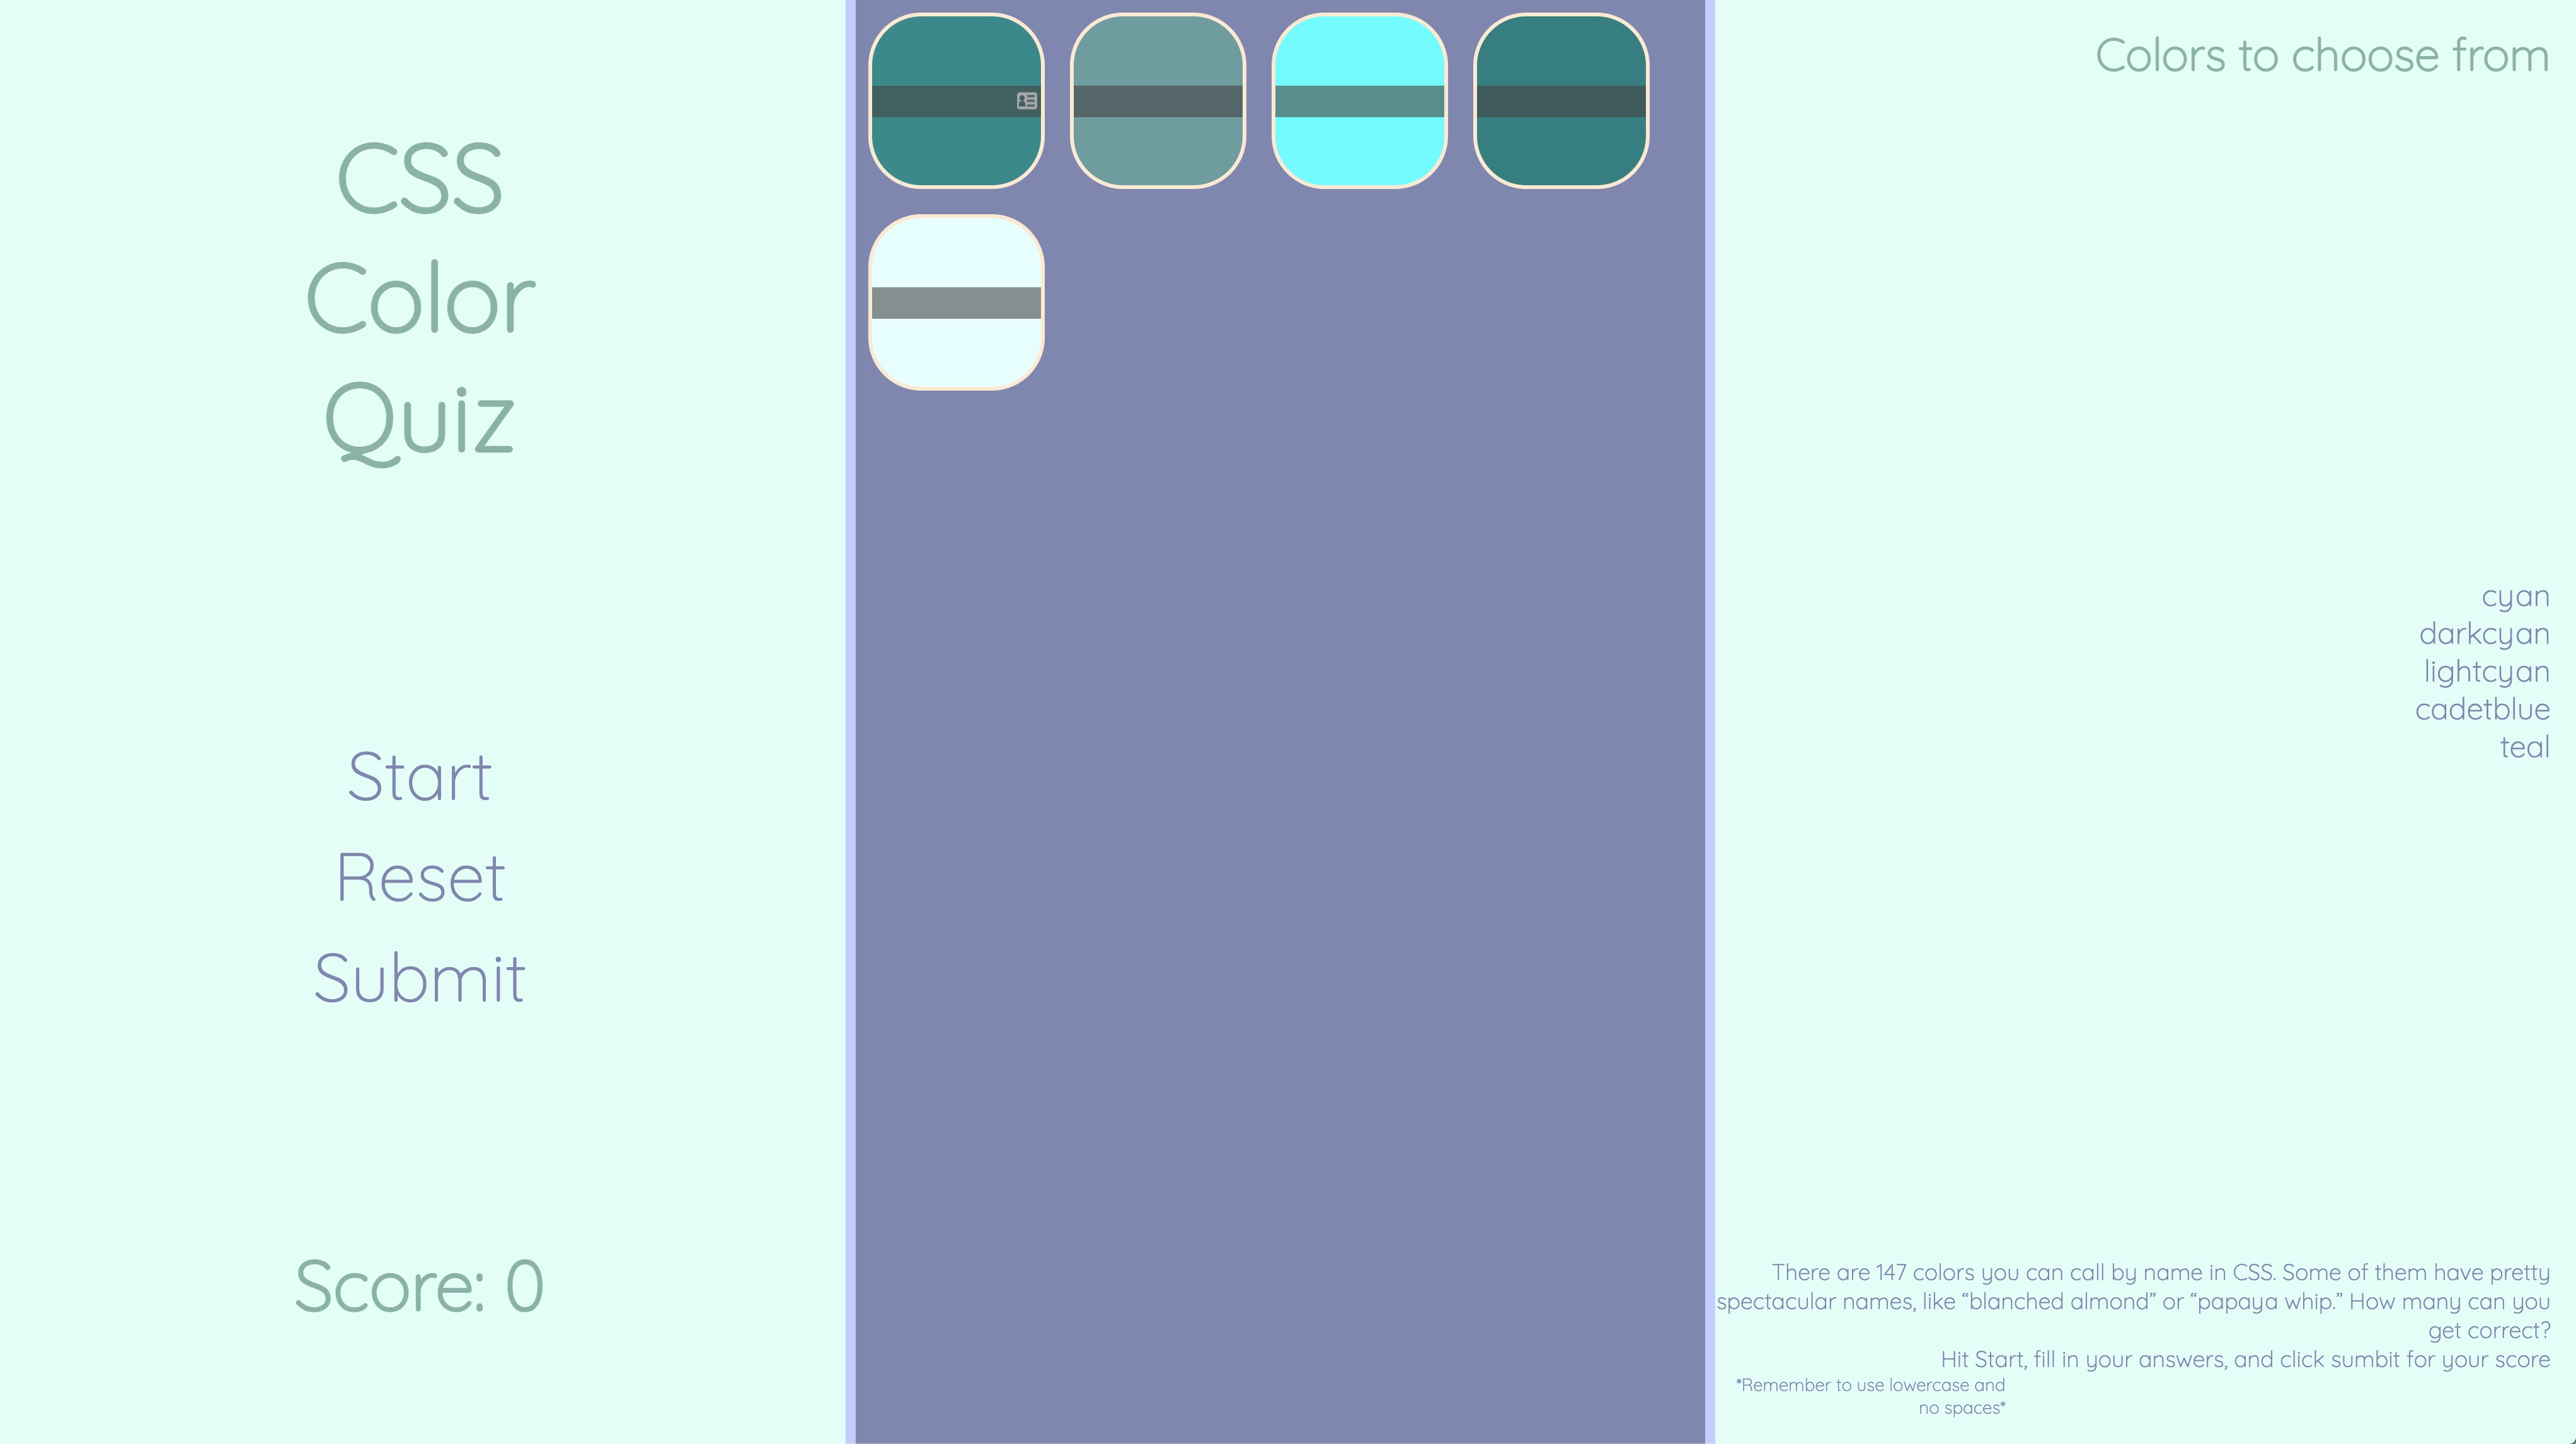 CSS
Color
Quiz
Start
Reset
Submit
Score: 0
Colors to choose from
cyan
darkcyan
lightcyan
cadetblue
teal
There are 147 colors you can call by name in CSS. Some of them have pretty
spectacular names, like “blanched almond” or “papaya whip.” How many can you
get correct?
Hit Start, fill in your answers, and click sumbit for your score
*Remember to use lowercase and
no spaces*